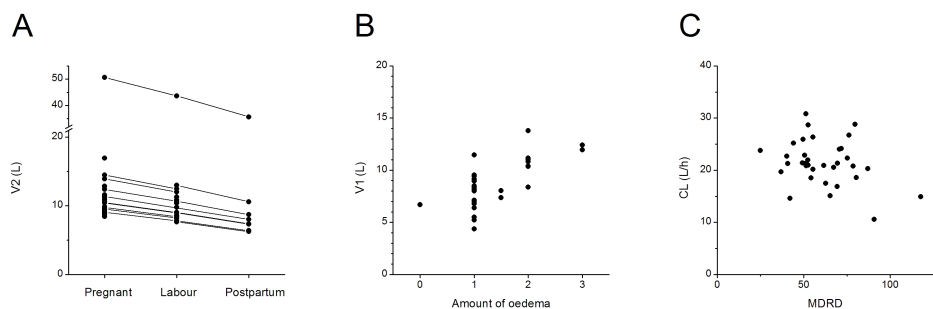 A
B
C
V2 (L)
50
40
20
10
0
Pregnant Labour Postpartum
V1 (L)
20
15
10
5
0
0 1 2 3
Amount of oedema
CL (L/h)
40
30
20
10
0
0 50 100
MDRD